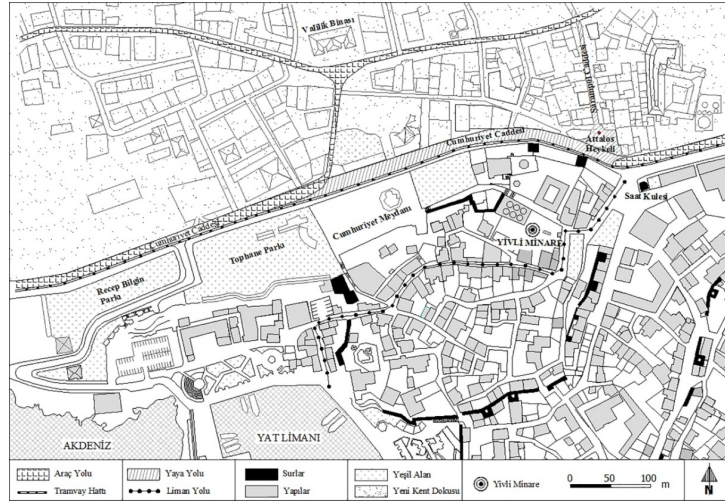 Valilik Binası
Cumhuriyet Caddesi
Attalos
Heykeli
Saat Kulesi
Cumhuriyet Meydanı
YİVLİ MİNARE
Cumhuriyet Caddesi
Tophane Parkı
Recep Bilgin
Parkı
AKDENİZ
YAT LİMANI
Araç Yolu
Yaya Yolu
Surlar
Yeşil Alan
Yivli Minare
0 50 100
m
N
Tramvay Hattı
Liman Yolu
Yapılar
Yeni Kent Dokusu